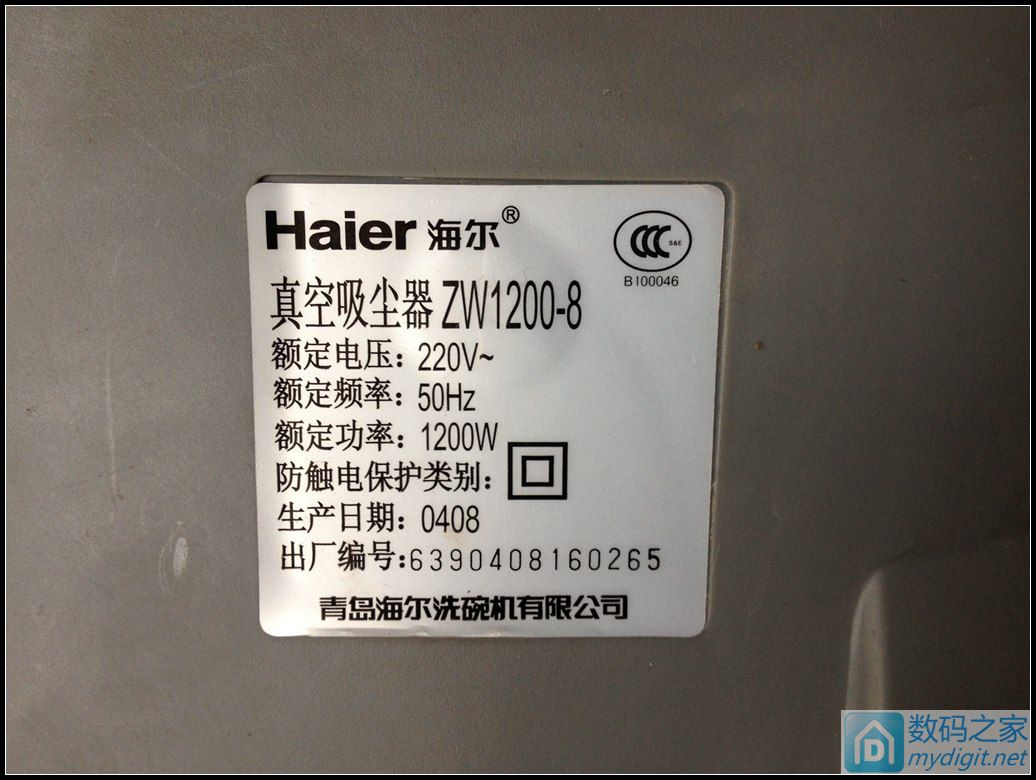 Haier 海尔®
CCC S&E
B100046
真空吸尘器 ZW1200-8
额定电压：220V~
额定频率：50Hz
额定功率：1200W
防触电保护类别：
生产日期：0408
出厂编号:6390408160265
青岛海尔洗碗机有限公司
数码之家
mydigit.net